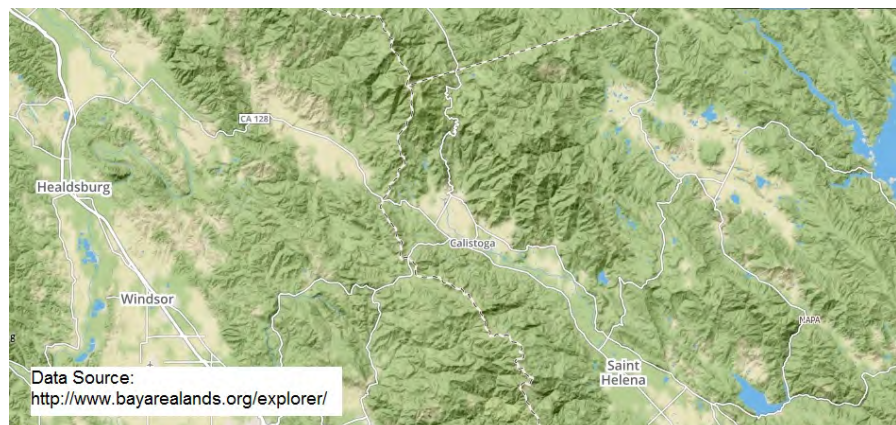 CA 128
Healdsburg
Calistoga
Windsor
NAPA
Saint
Helena
Data Source:
http://www.bayarealands.org/explorer/